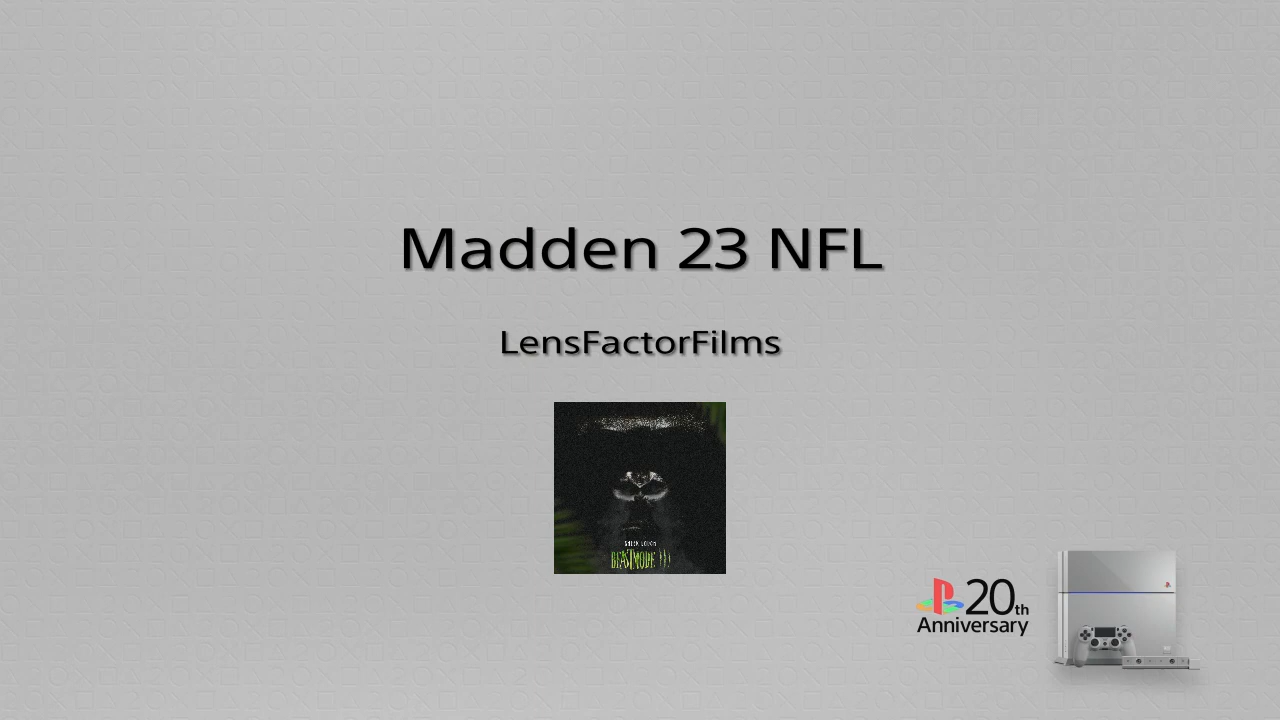 Madden 23 NFL
LensFactorFilms
BEASTMODE III
20th
Anniversary